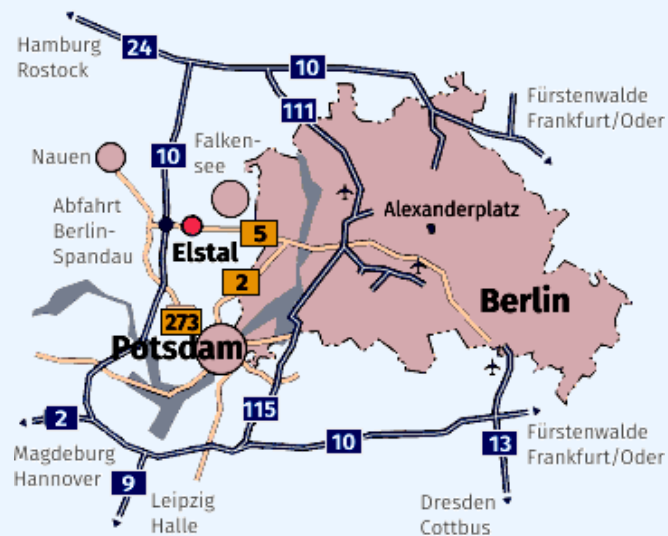 Hamburg
Rostock
24
10
111
Fürstenwalde
Frankfurt/Oder
Nauen
10
Falken-
see
Abfahrt
Berlin-
Spandau
Elstal
5
Alexanderplatz
2
Berlin
273
Potsdam
2
115
10
13
Magdeburg
Hannover
9
Fürstenwalde
Frankfurt/Oder
Leipzig
Halle
Dresden
Cottbus